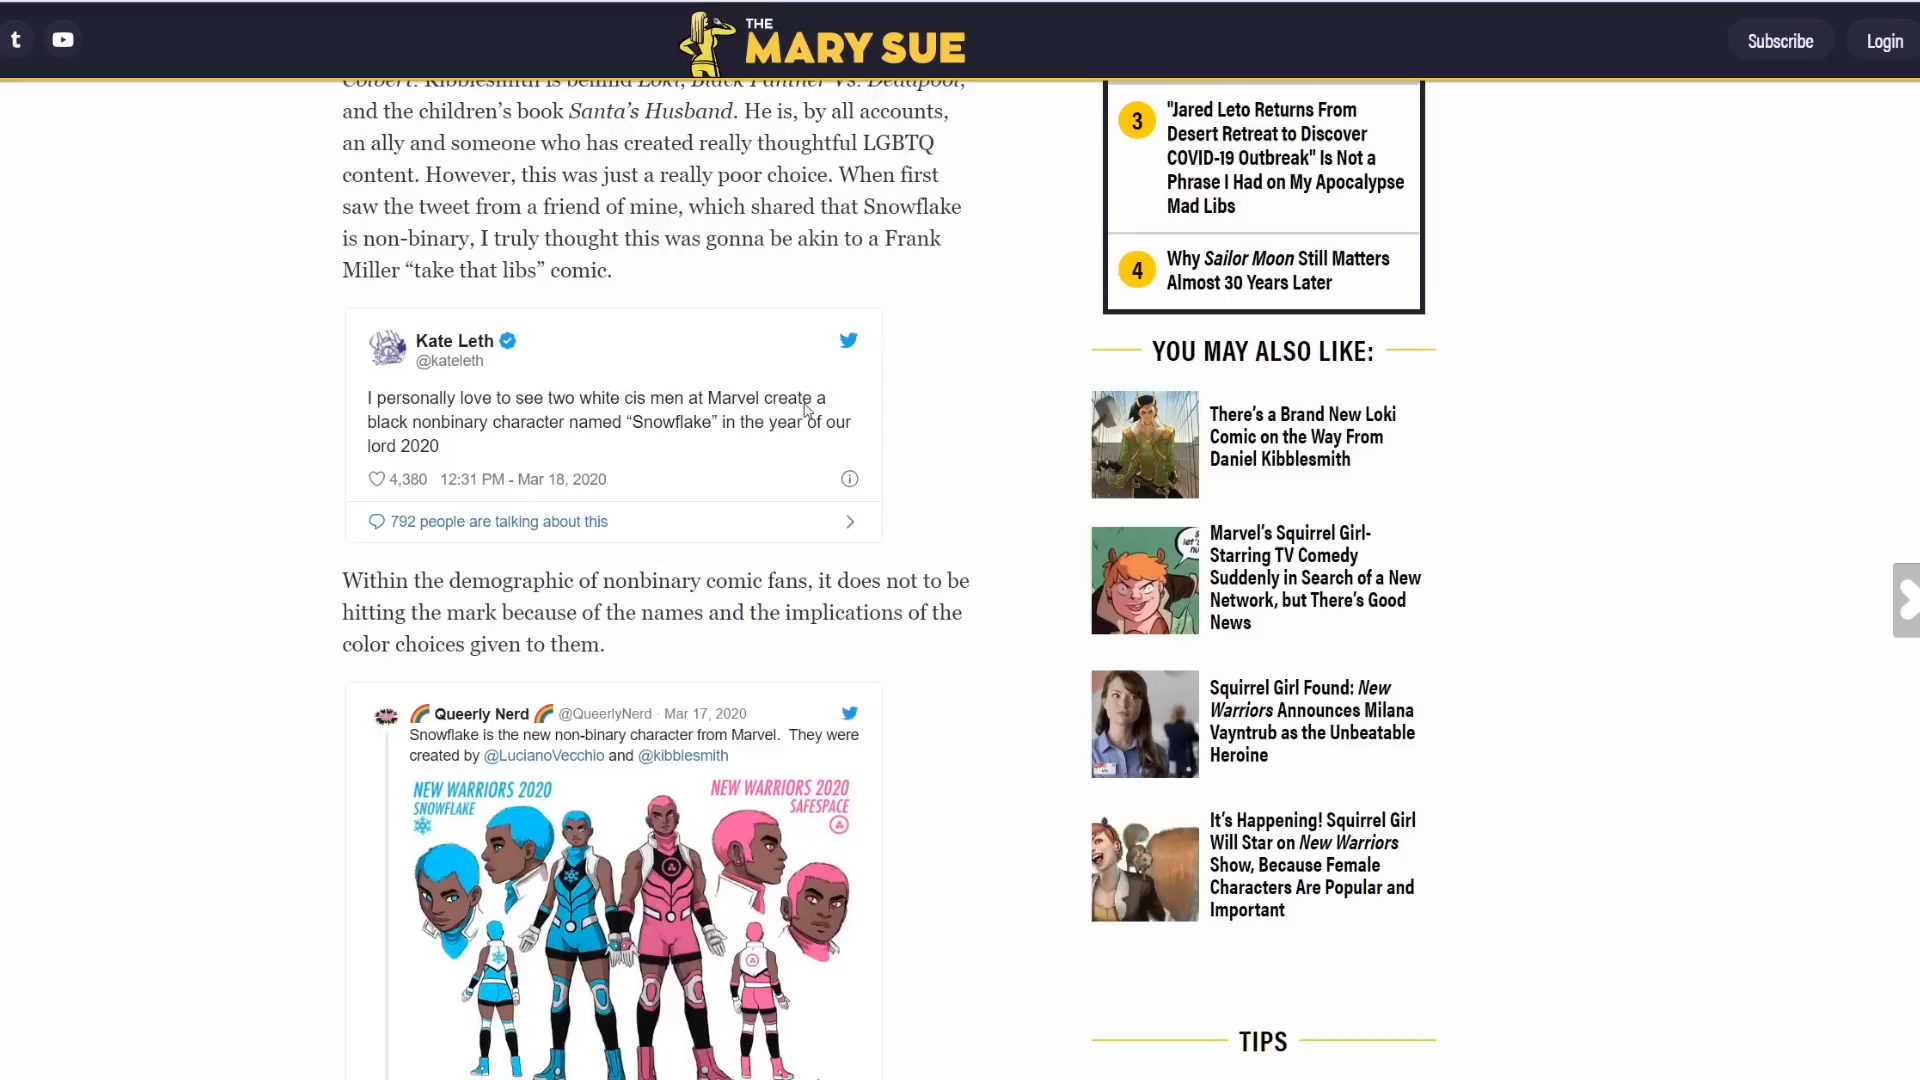 t
THE
MARY SUE
Subscribe
Login
Colbert. Kibblesmith is behind Loki, Black Panther Vs. Deadpool,
and the children’s book Santa’s Husband. He is, by all accounts,
an ally and someone who has created really thoughtful LGBTQ
content. However, this was just a really poor choice. When first
saw the tweet from a friend of mine, which shared that Snowflake
is non-binary, I truly thought this was gonna be akin to a Frank
Miller “take that libs” comic.
Kate Leth
@kateleth
I personally love to see two white cis men at Marvel create a
black nonbinary character named “Snowflake” in the year of our
lord 2020
4,380 12:31 PM - Mar 18, 2020
792 people are talking about this
Within the demographic of nonbinary comic fans, it does not to be
hitting the mark because of the names and the implications of the
color choices given to them.
Queerly Nerd @QueerlyNerd · Mar 17, 2020
Snowflake is the new non-binary character from Marvel. They were
created by @LucianoVecchio and @kibblesmith
NEW WARRIORS 2020
SNOWFLAKE
NEW WARRIORS 2020
SAFESPACE
3
"Jared Leto Returns From
Desert Retreat to Discover
COVID-19 Outbreak" Is Not a
Phrase I Had on My Apocalypse
Mad Libs
4
Why Sailor Moon Still Matters
Almost 30 Years Later
YOU MAY ALSO LIKE:
There’s a Brand New Loki
Comic on the Way From
Daniel Kibblesmith
Marvel’s Squirrel Girl-
Starring TV Comedy
Suddenly in Search of a New
Network, but There’s Good
News
Squirrel Girl Found: New
Warriors Announces Milana
Vayntrub as the Unbeatable
Heroine
It’s Happening! Squirrel Girl
Will Star on New Warriors
Show, Because Female
Characters Are Popular and
Important
TIPS